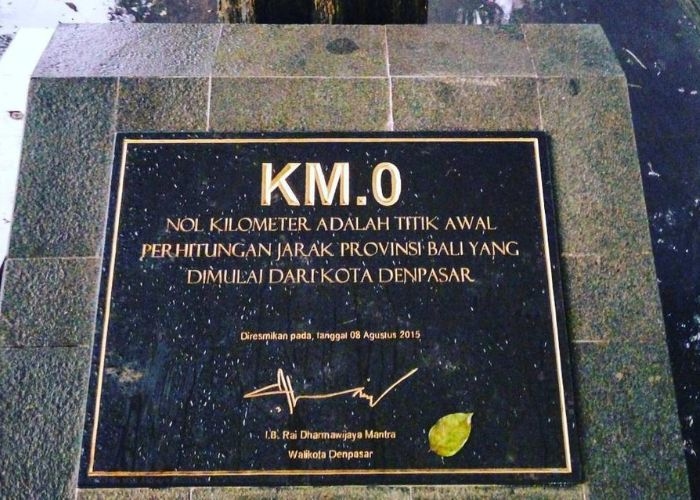 KM.0
NOL KILOMETER ADALAH TITIK AWAL
PERHITUNGAN JARAK PROVINSI BALI YANG
DIMULAI DARI KOTA DENPASAR
Diresmikan pada, tanggal 08 Agustus 2015
I.B. Rai Dharmawijaya Mantra
Walikota Denpasar